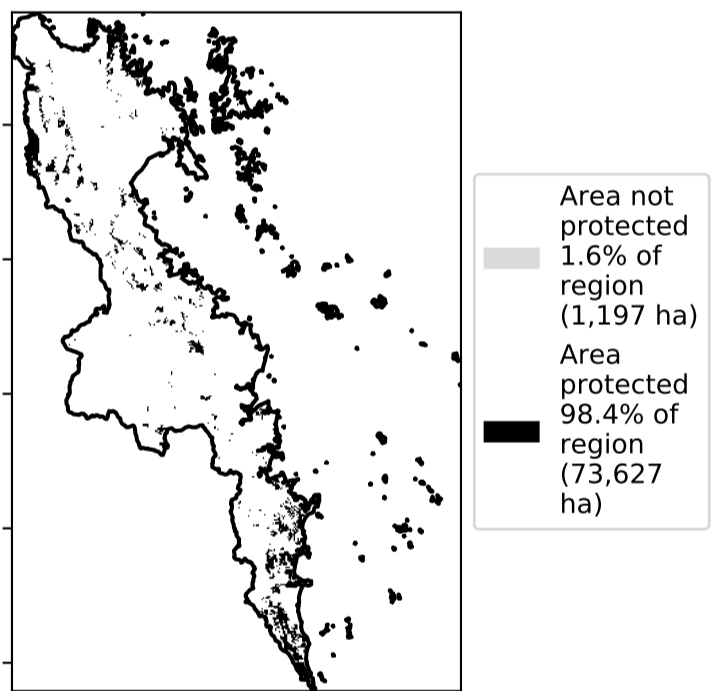 Area not
protected
1.6% of
region
(1,197 ha)
Area
protected
98.4% of
region
(73,627
ha)